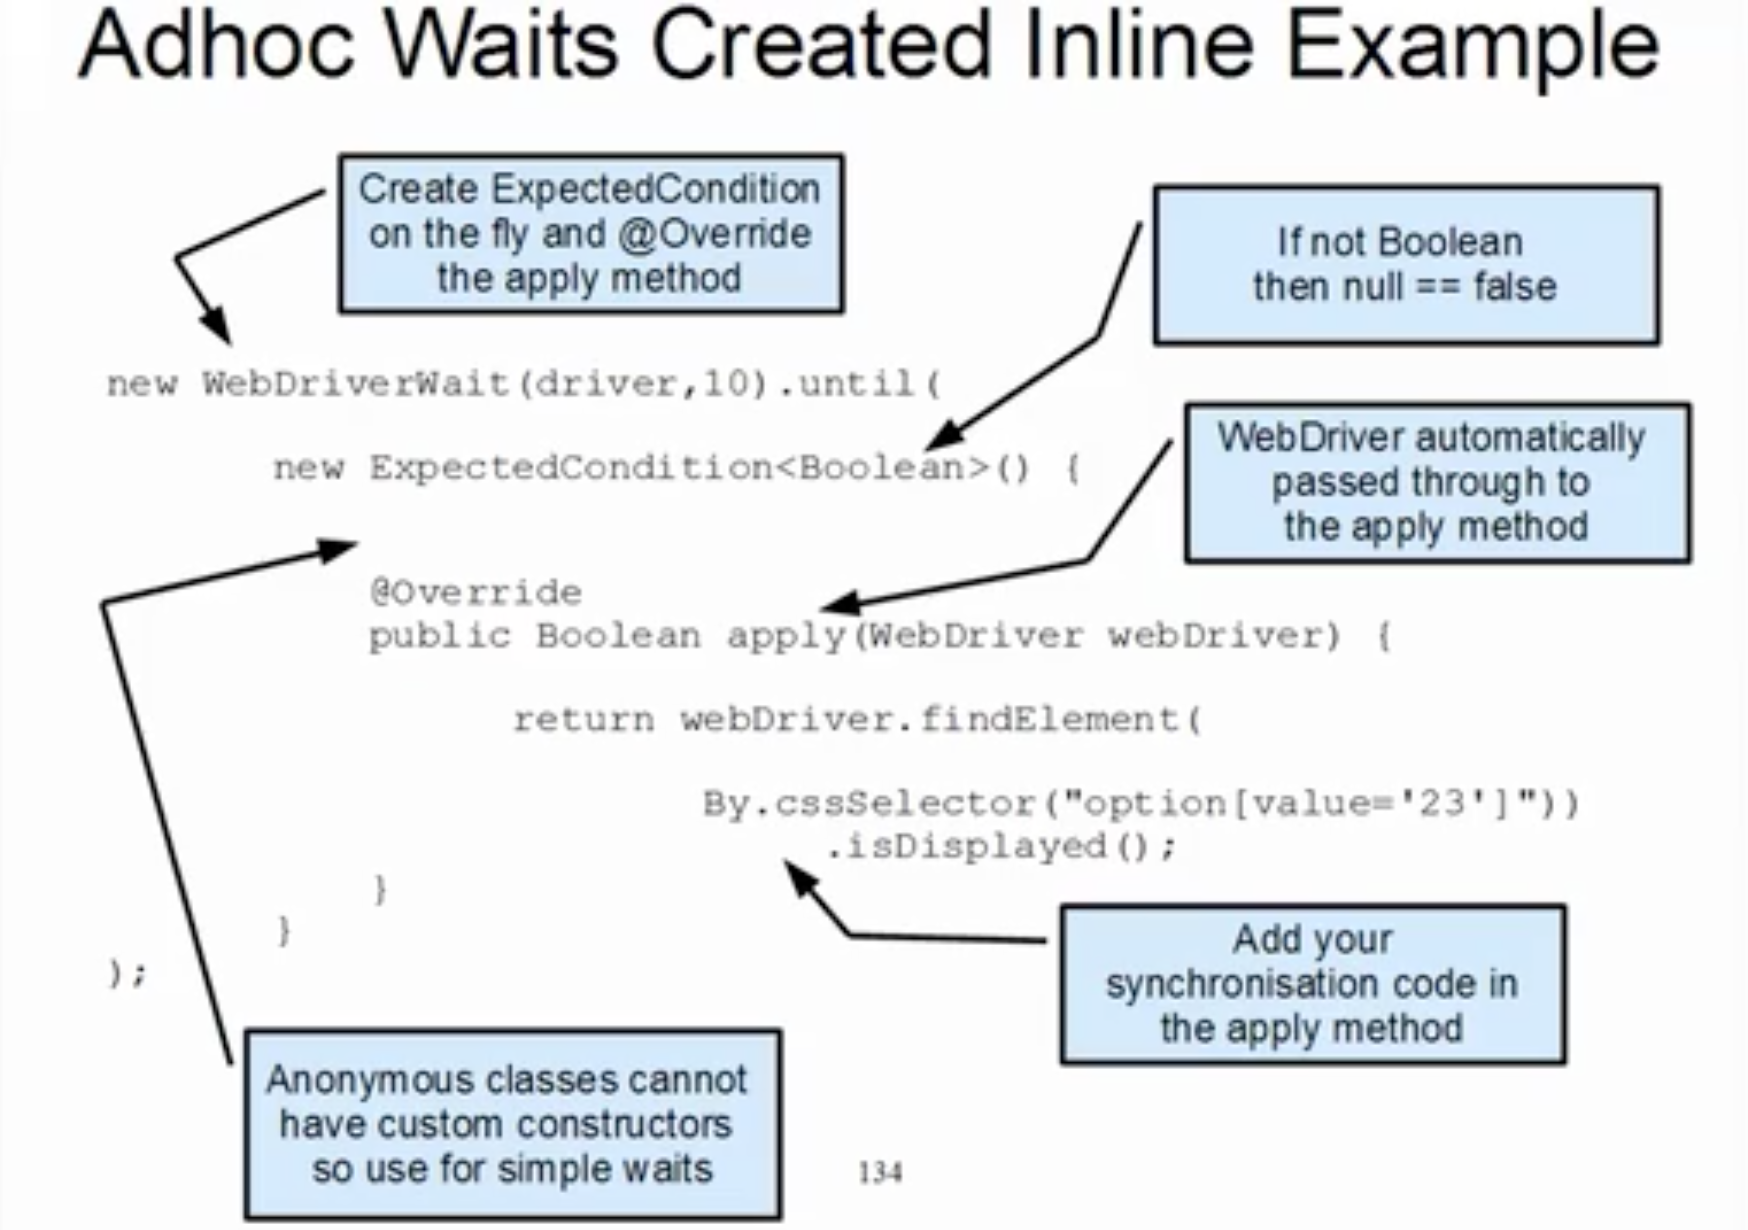 Adhoc Waits Created Inline Example
Create ExpectedCondition
on the fly and @Override
the apply method
If not Boolean
then null == false
new WebDriverWait(driver,10).until(
WebDriver automatically
passed through to
the apply method
new ExpectedCondition<Boolean>() {
@Override
public Boolean apply(WebDriver webDriver) {
return webDriver.findElement(
By.cssSelector("option[value='23']"))
.isDisplayed();
}
}
);
Add your
synchronisation code in
the apply method
Anonymous classes cannot
have custom constructors
so use for simple waits
134